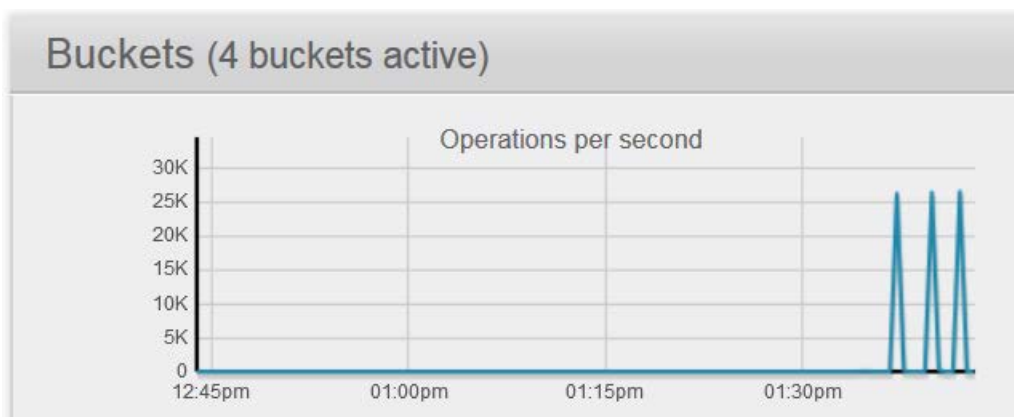 Buckets (4 buckets active)
Operations per second
30K
25K
20K
15K
10K
5K
0
12:45pm 01:00pm 01:15pm 01:30pm